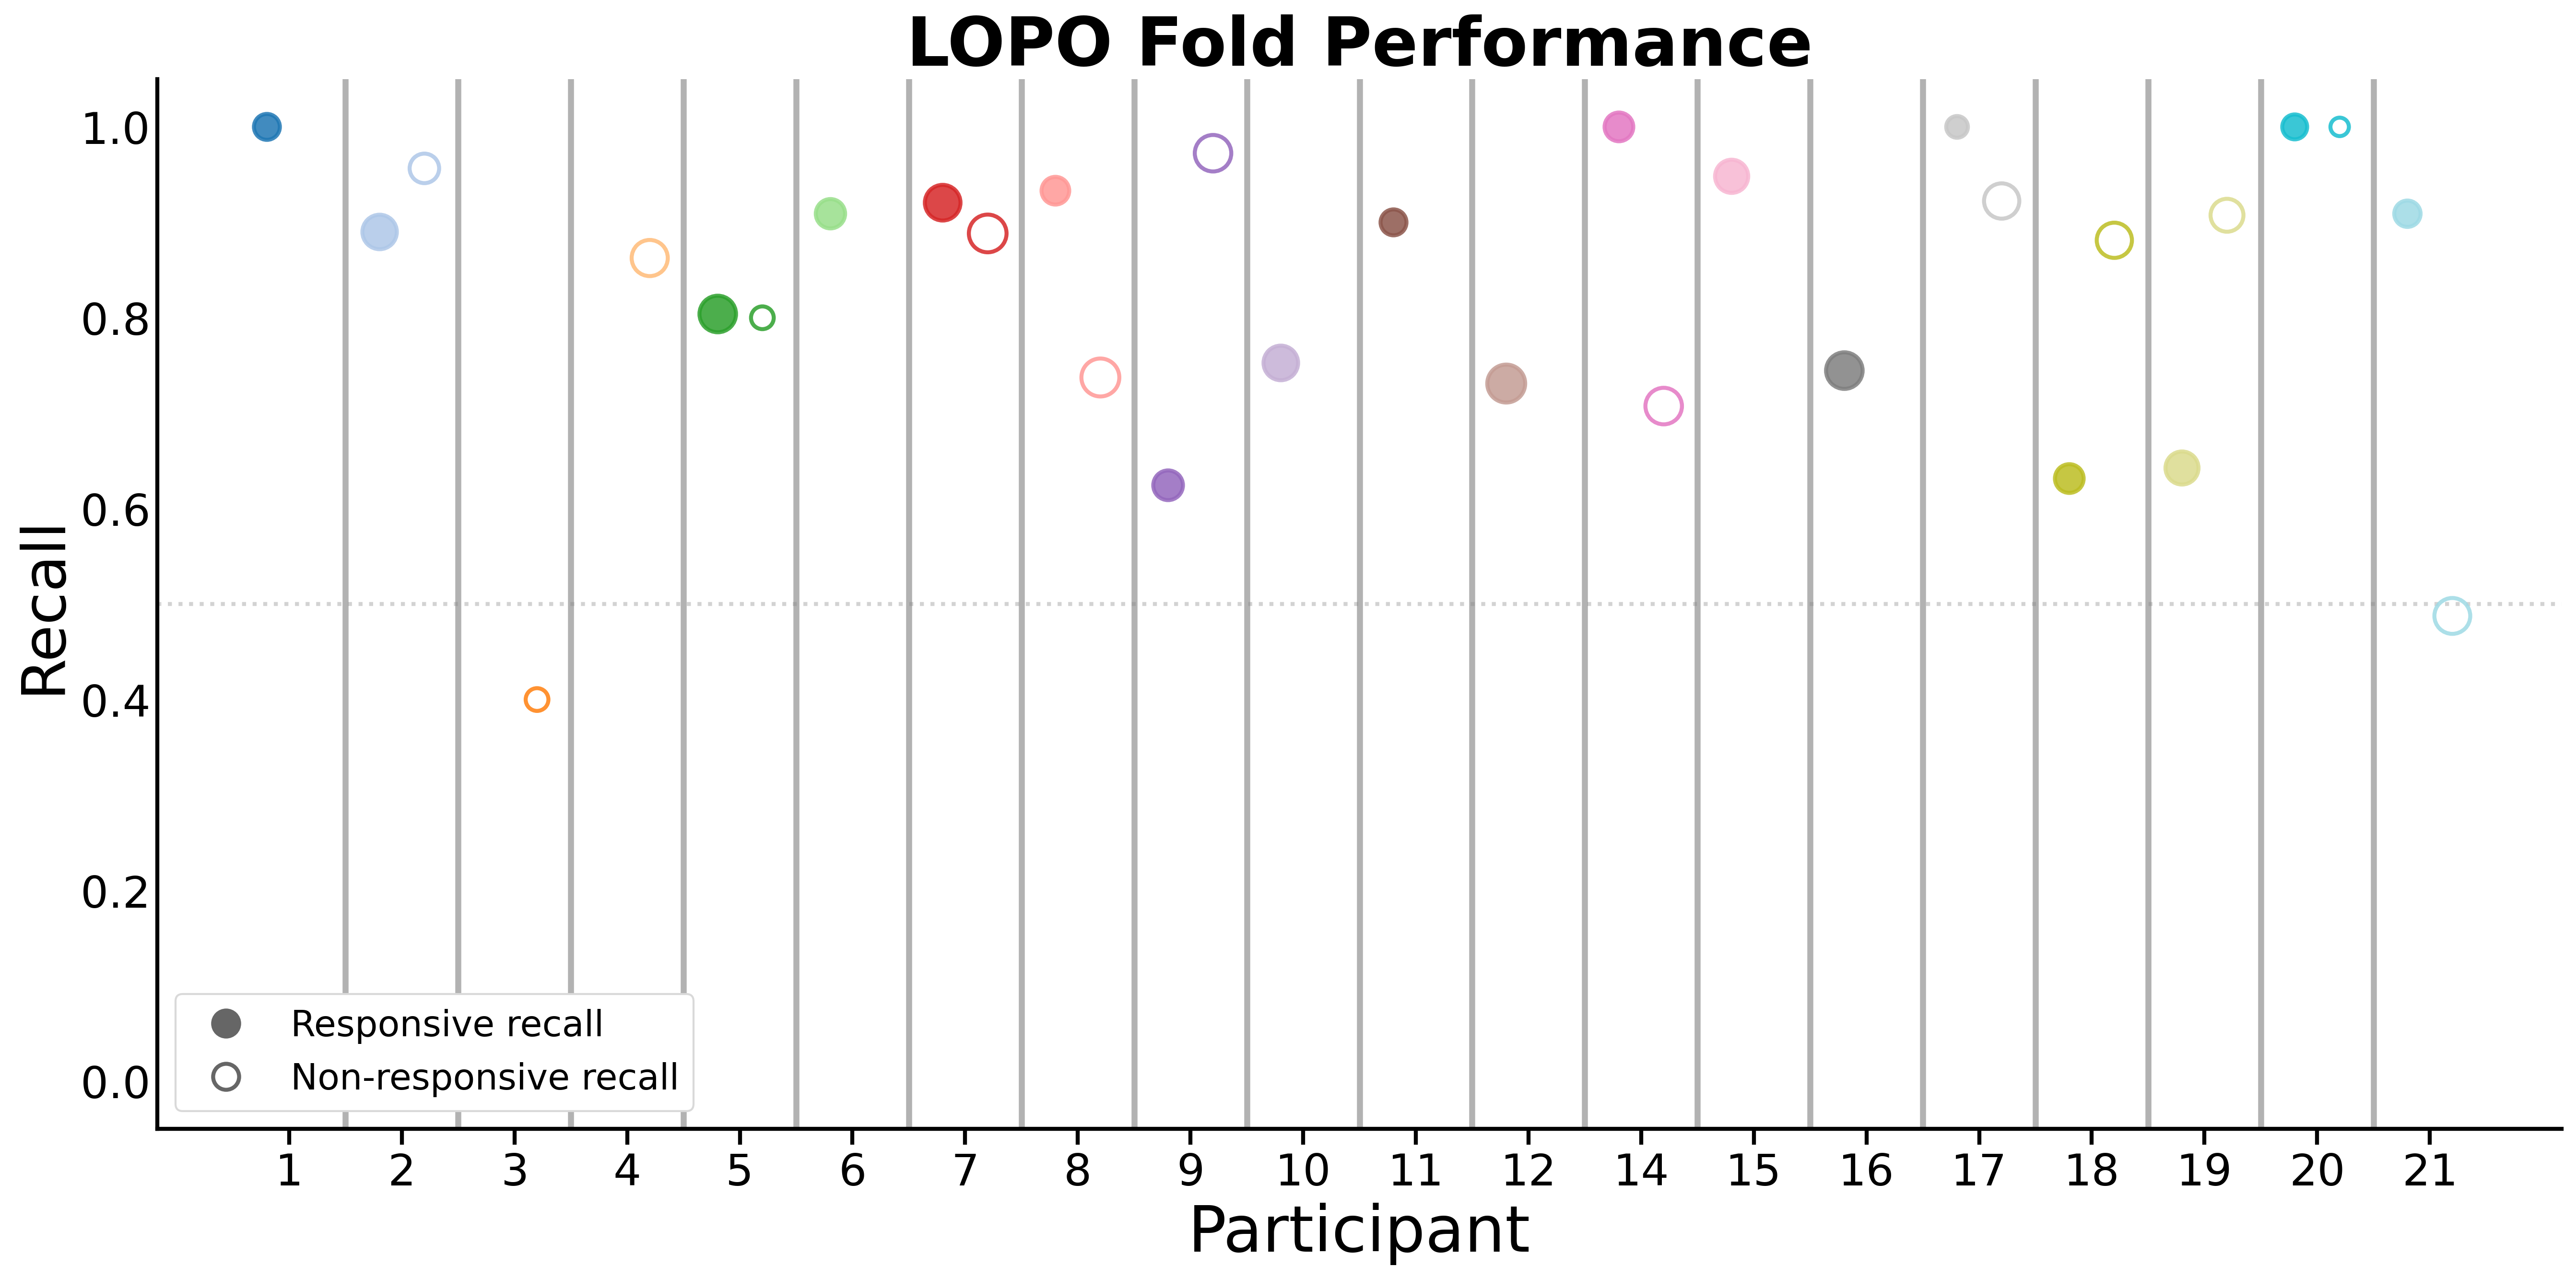 LOPO Fold Performance
1.0
0.8
0.6
0.4
0.2
0.0
Recall
Responsive recall
Non-responsive recall
1 2 3 4 5 6 7 8 9 10 11 12 14 15 16 17 18 19 20 21
Participant